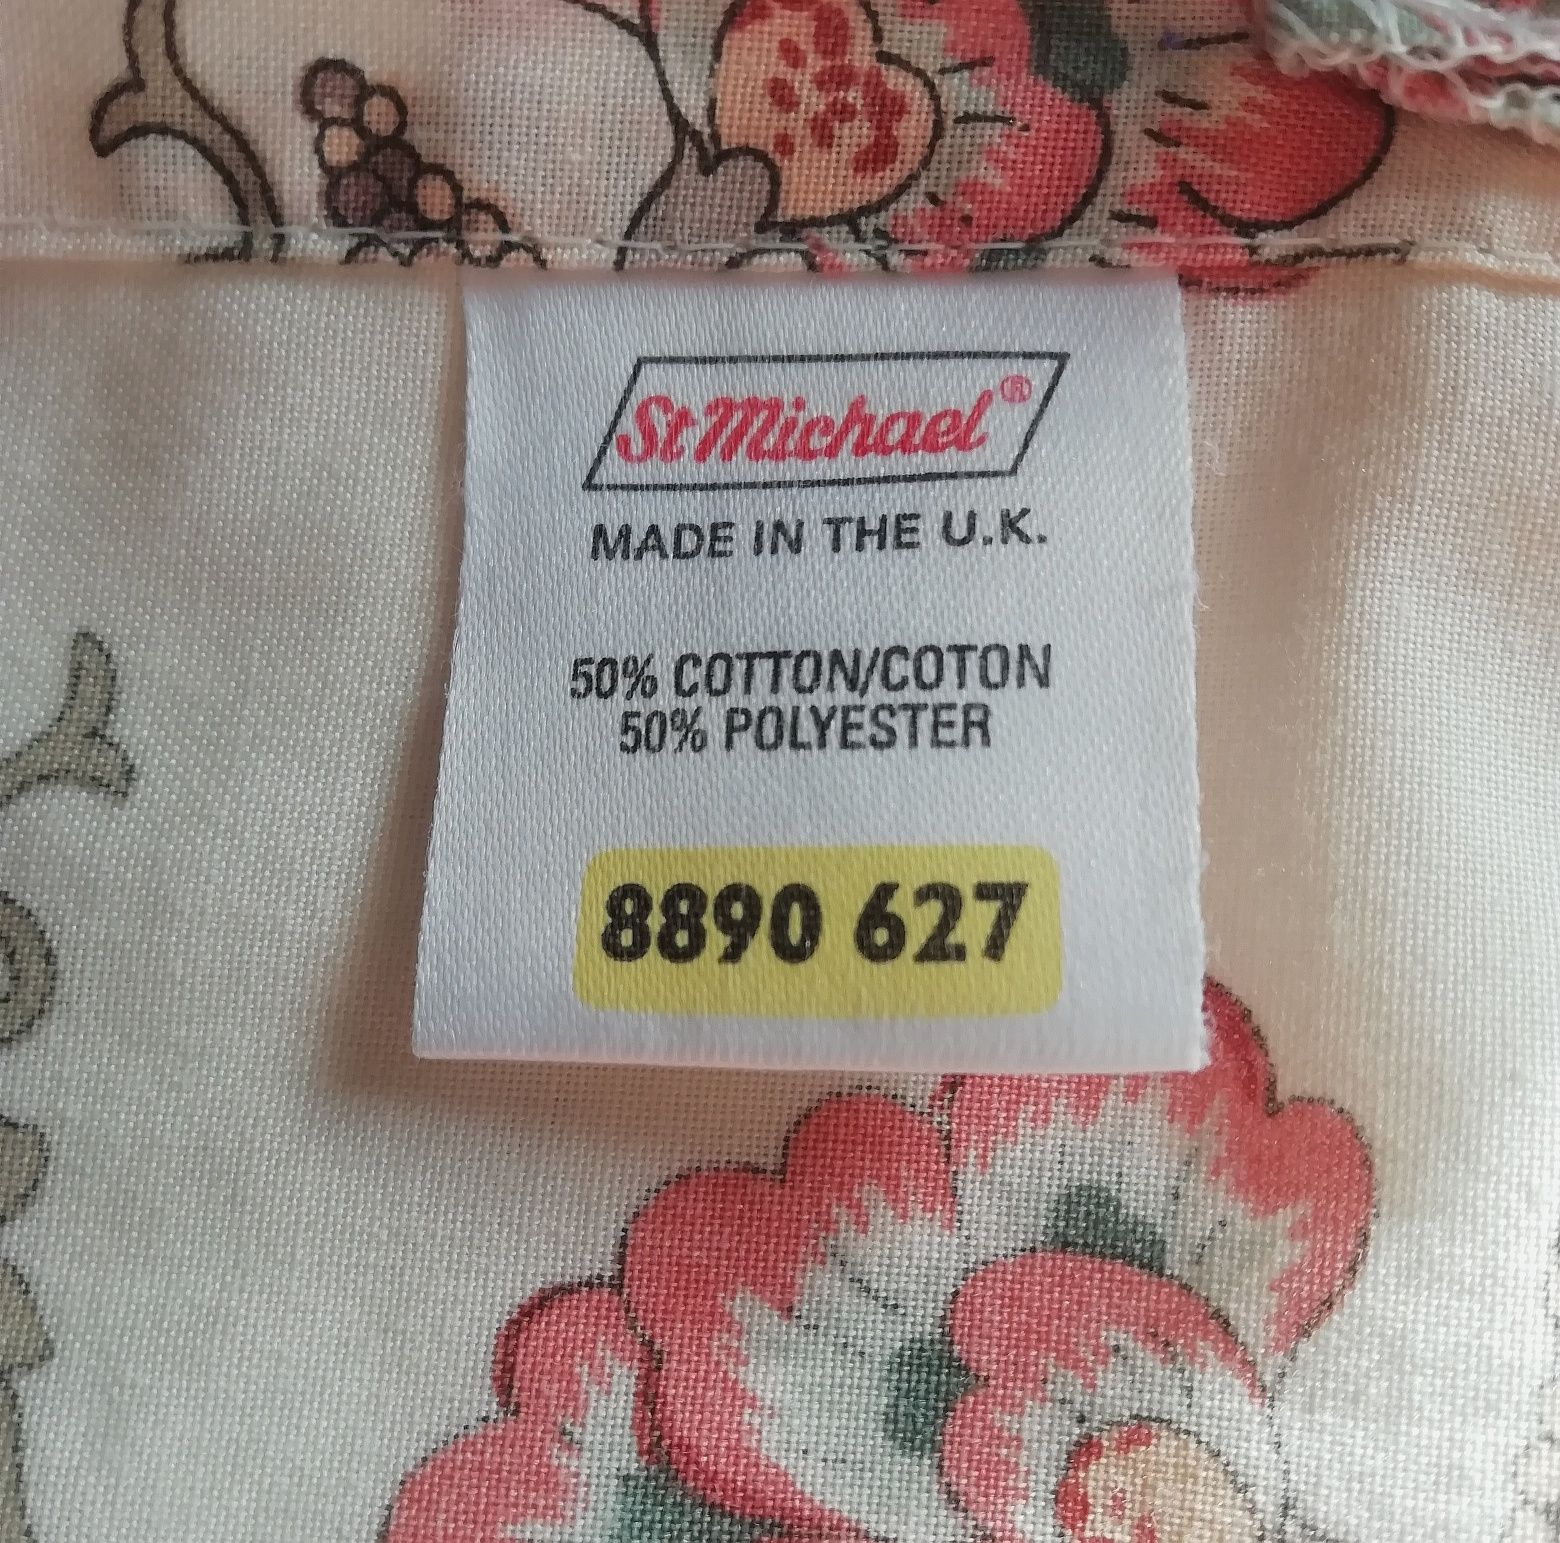 St Michael®
MADE IN THE U.K.
50% COTTON/COTON
50% POLYESTER
8890 627